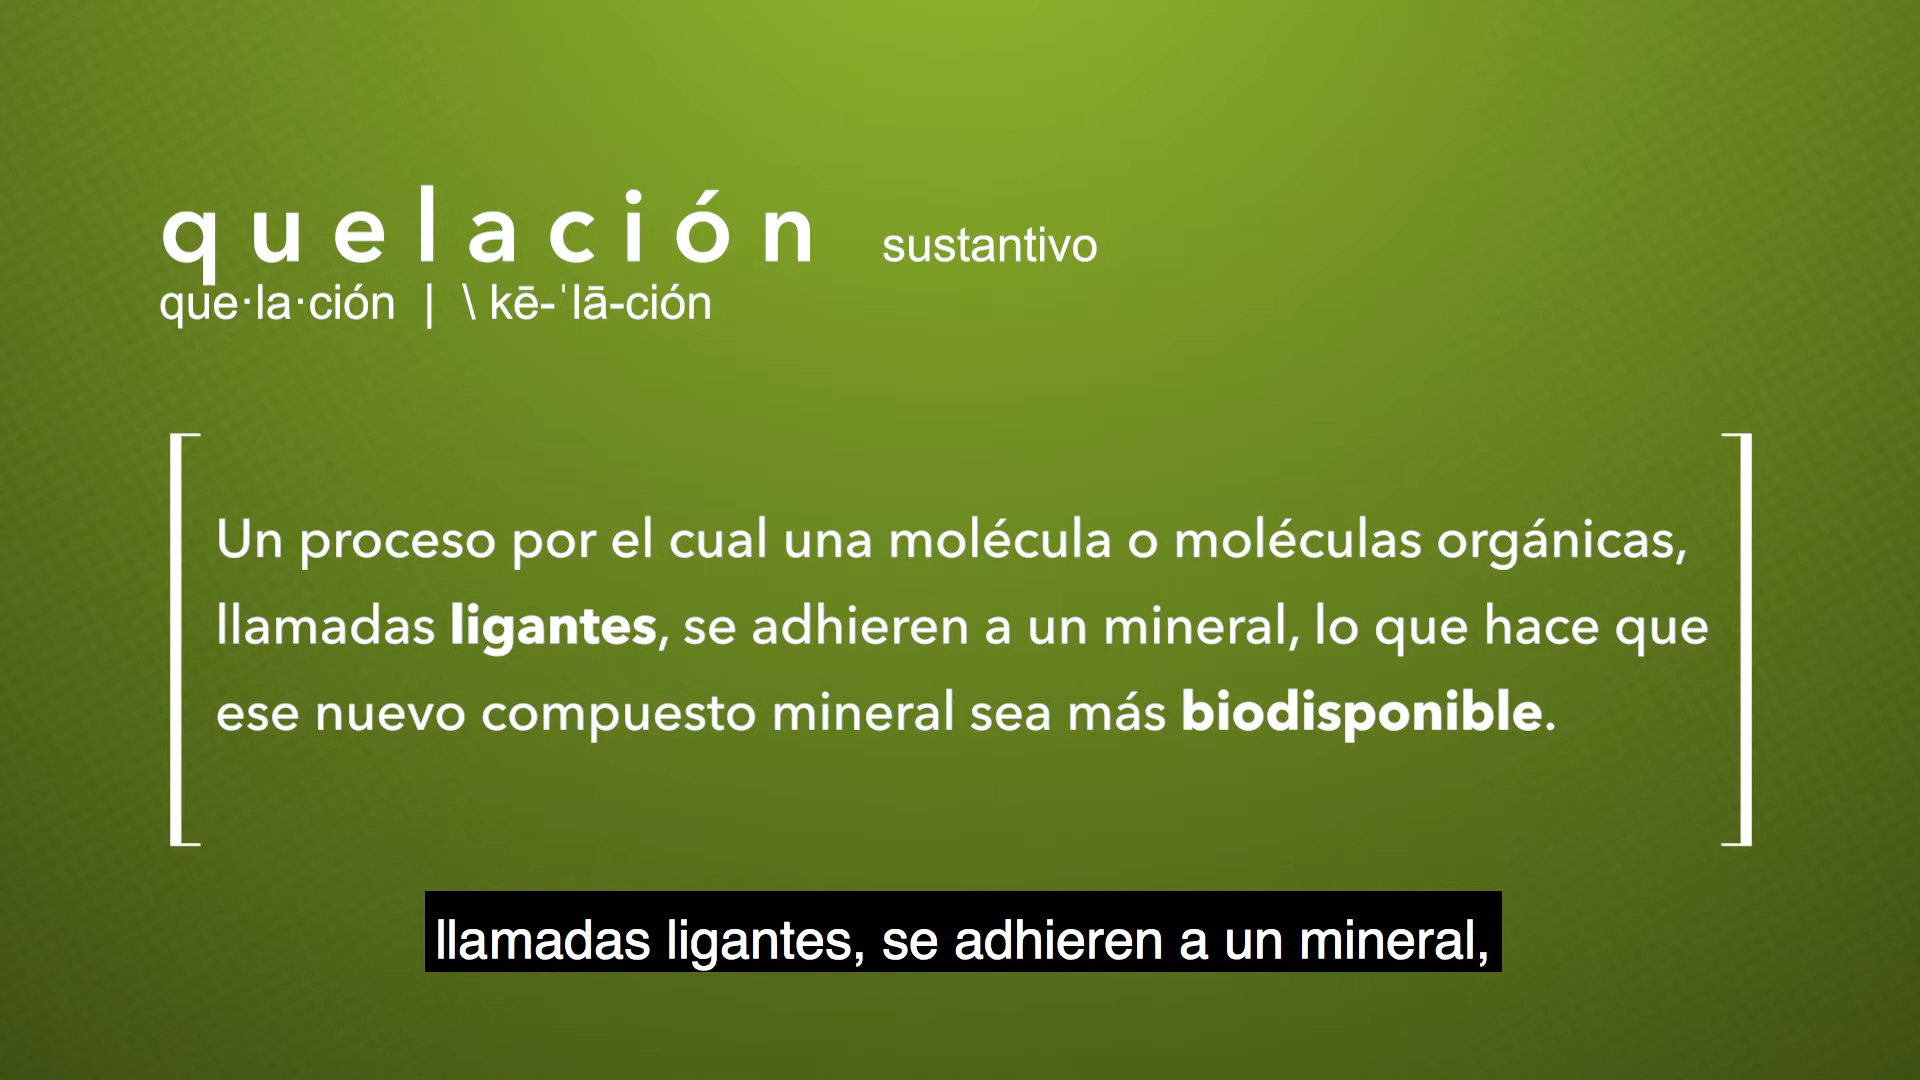 quelación sustantivo
que·la·ción | \ kē-ˈlā-ción
Un proceso por el cual una molécula o moléculas orgánicas,
llamadas ligantes, se adhieren a un mineral, lo que hace que
ese nuevo compuesto mineral sea más biodisponible.
llamadas ligantes, se adhieren a un mineral,